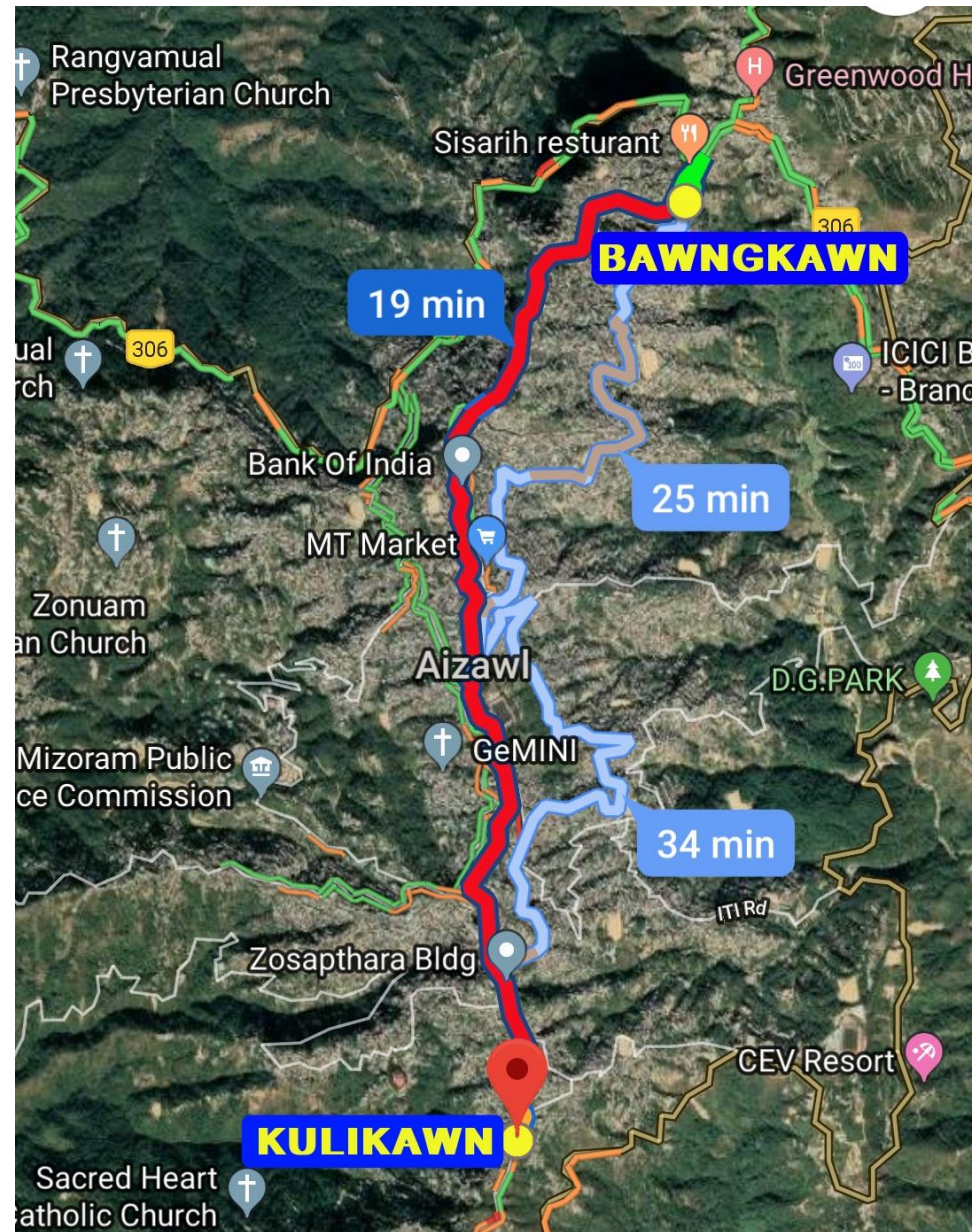 Rangvamual
Presbyterian Church
H
Greenwood H
Sisarih resturant
306
BAWNGKAWN
19 min
306
ual
rch
ICICI B
- Branc
100
Bank Of India
25 min
MT Market
Zonuam
an Church
Aizawl
D.G.PARK
GeMINI
Mizoram Public
ce Commission
34 min
ITI Rd
Zosapthara Bldg
CEV Resort
KULIKAWN
Sacred Heart
Catholic Church